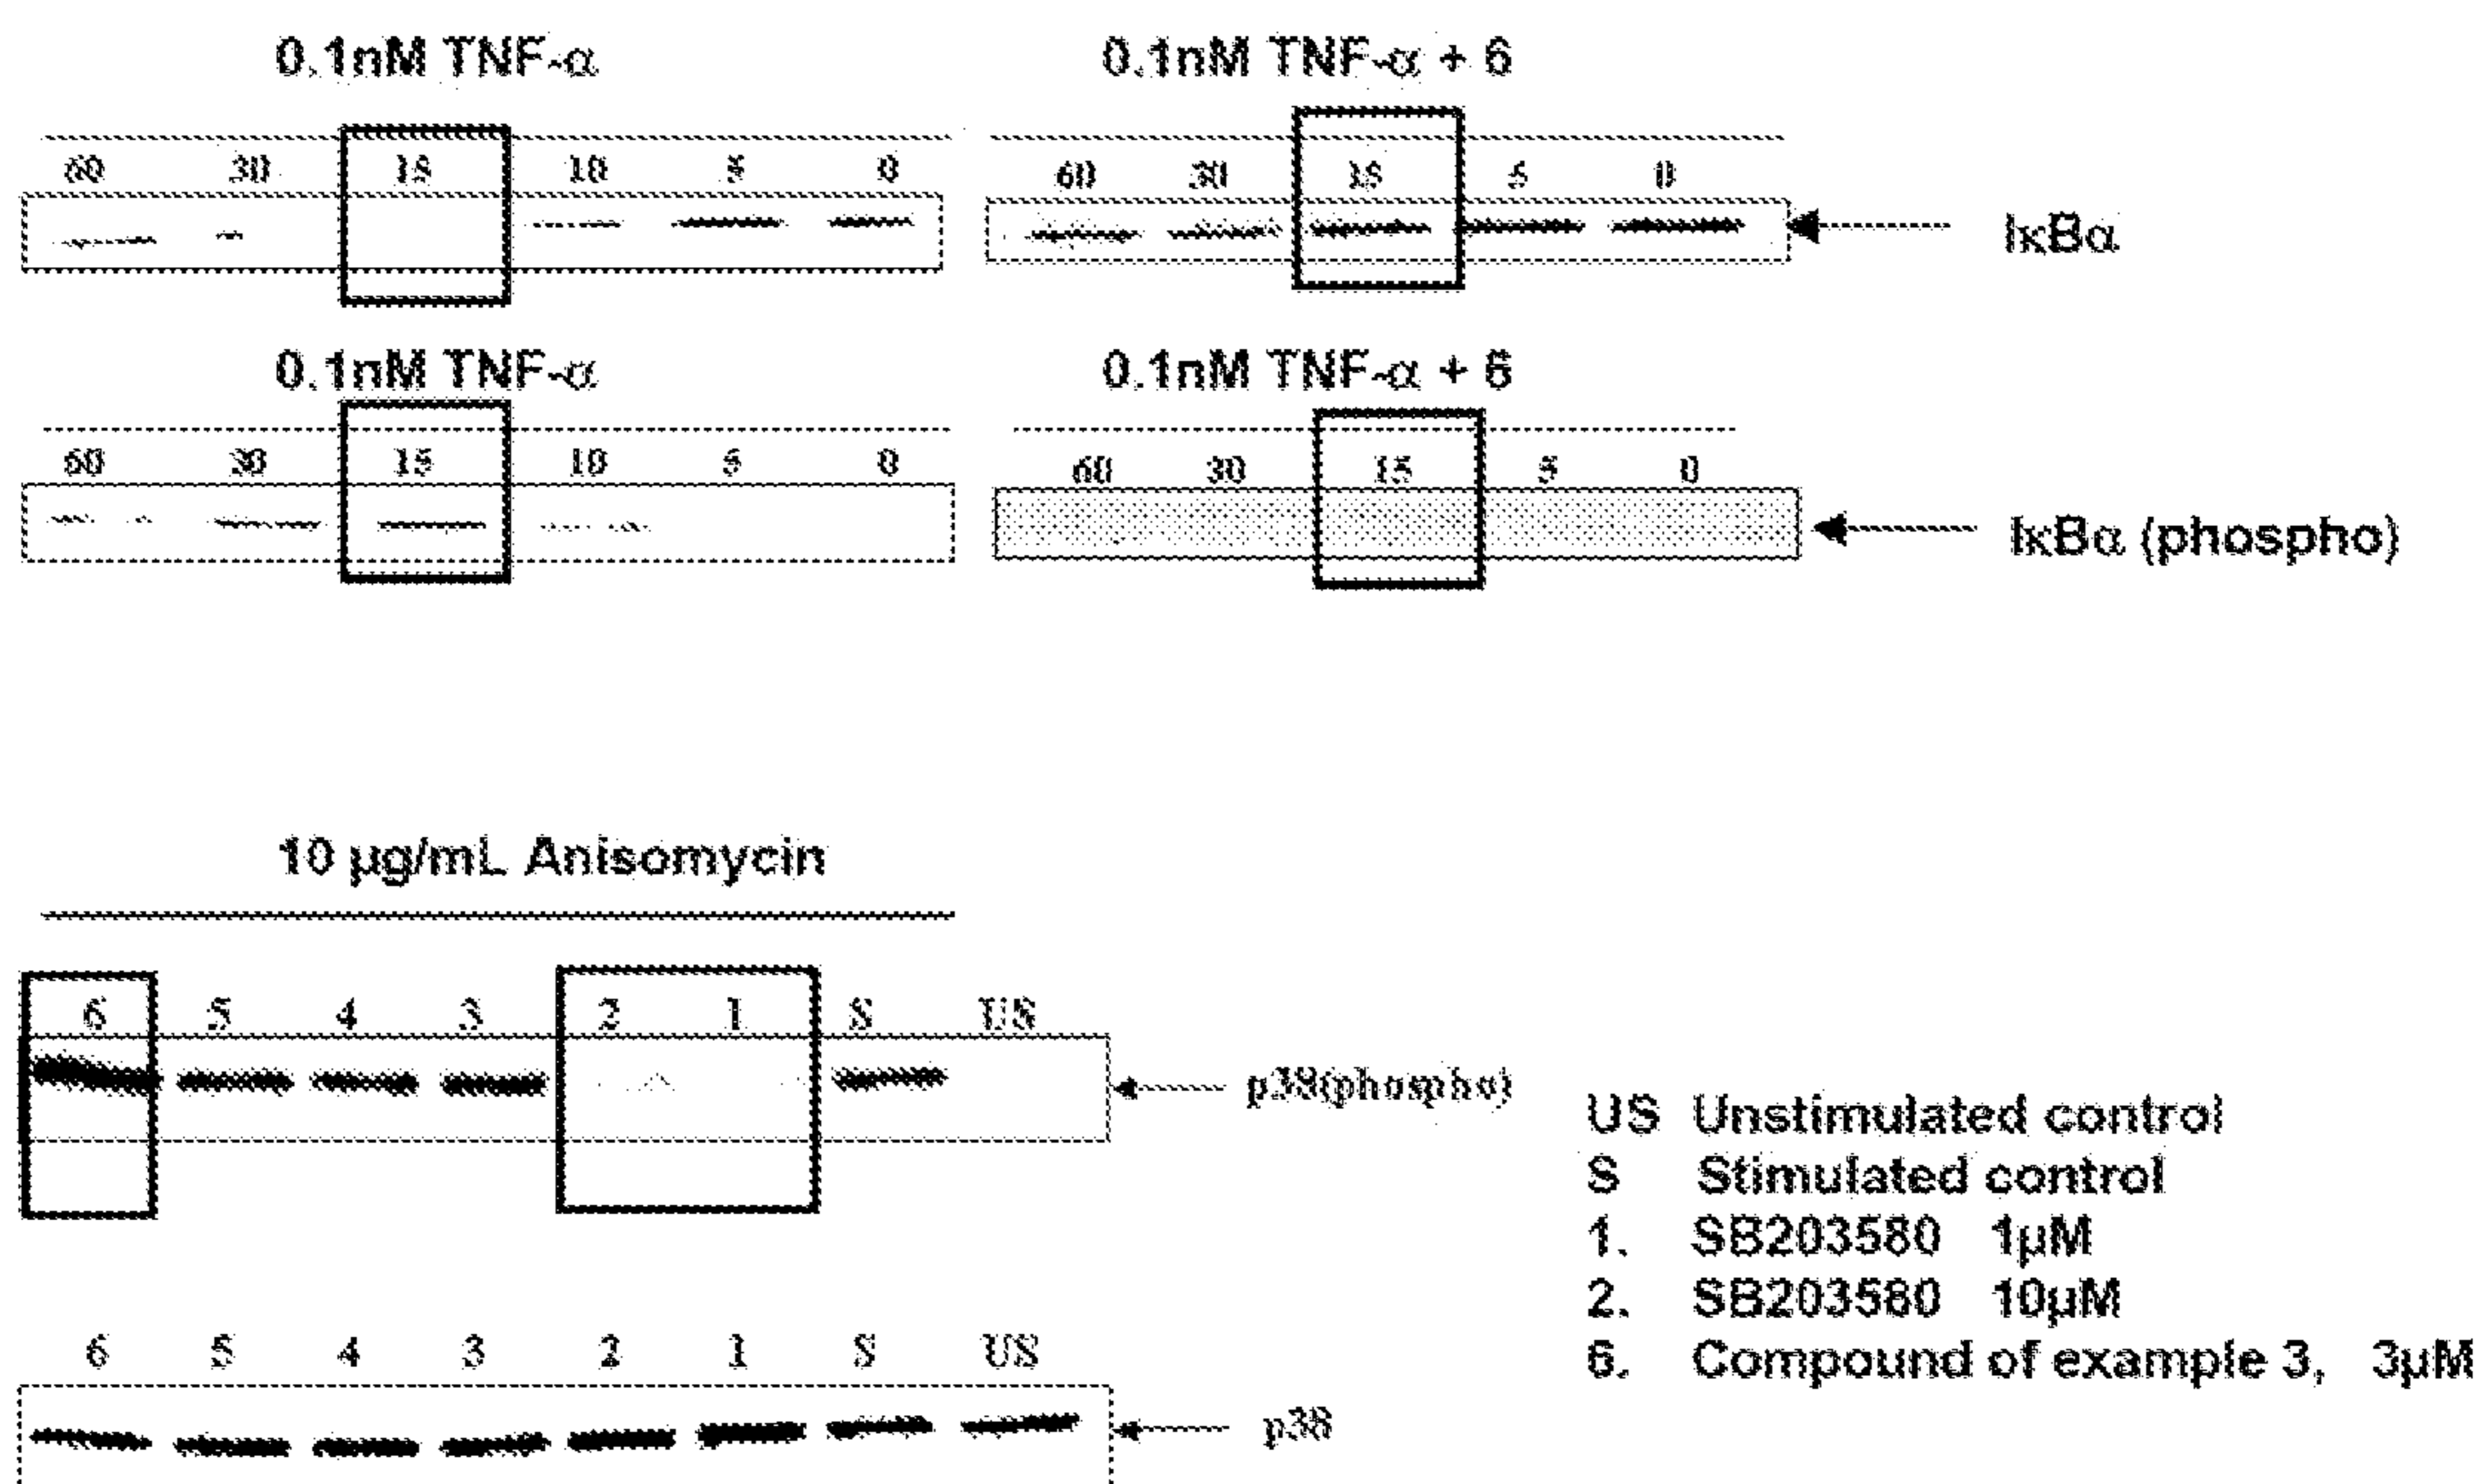 0.1nM TNF-α
0.1nM TNF-α + 6
60 30 15 10 5 0
60 30 15 5 0
IκBα
0.1nM TNF-α
0.1nM TNF-α + 6
60 30 15 10 5 0
60 30 15 5 0
IκBα (phospho)
10 µg/mL Anisomycin
6 5 4 3 2 1 S US
p38(phospho)
US Unstimulated control
S Stimulated control
1. SB203580 1µM
2. SB203580 10µM
6. Compound of example 3, 3µM
6 5 4 3 2 1 S US
p38